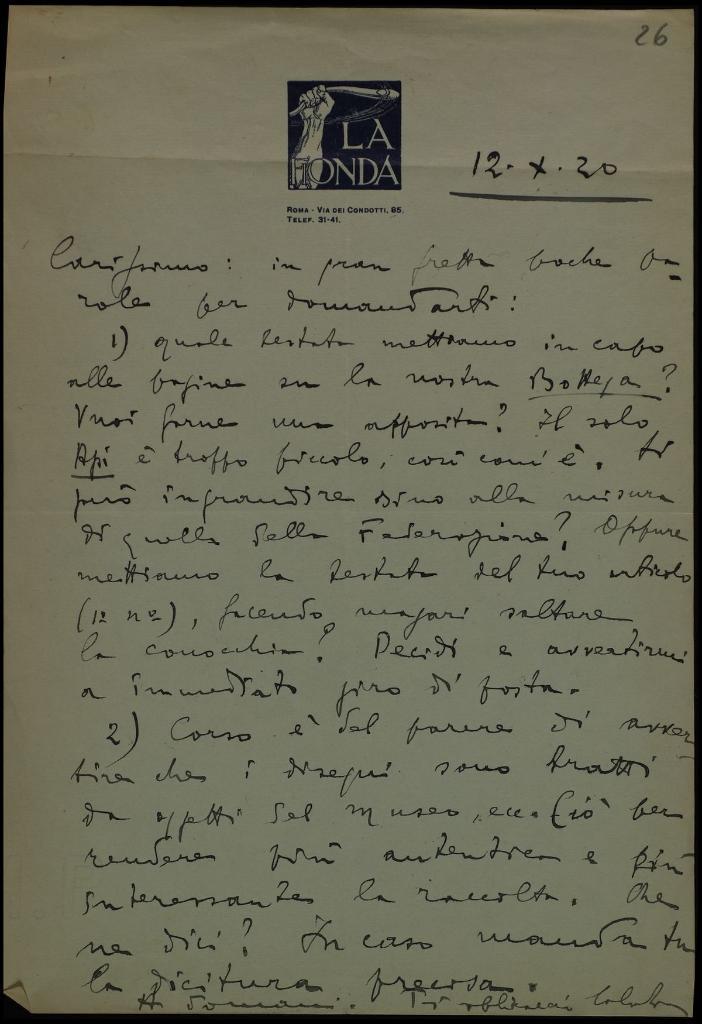 26
LA
FIONDA
ROMA - VIA DEI CONDOTTI, 85.
TELEF. 31-41.
12. X. 20
Carissimo: in gran fretta poche pa-
role per domandarti:
1) quale testata mettiamo in capo
alle pagine su la nostra Bottega?
Vuoi farne una apposita? Il solo
Api è troppo piccolo, così com'è. Si
può ingrandire sino alla misura
di quella della Federazione? Oppure
mettiamo la testata del tuo articolo
(1º nº), facendo magari saltare
la conocchia? Decidi e avvertimi
a immediato giro di posta.
2) Corso è del parere di avver
tire che i disegni sono tratti
da oggetti del museo, ecc. Ciò per
rendere più autentica e più
interessante la raccolta. Che
ne dici? In caso manda tu
la dicitura precisa.
A domani. Ti abbraccia